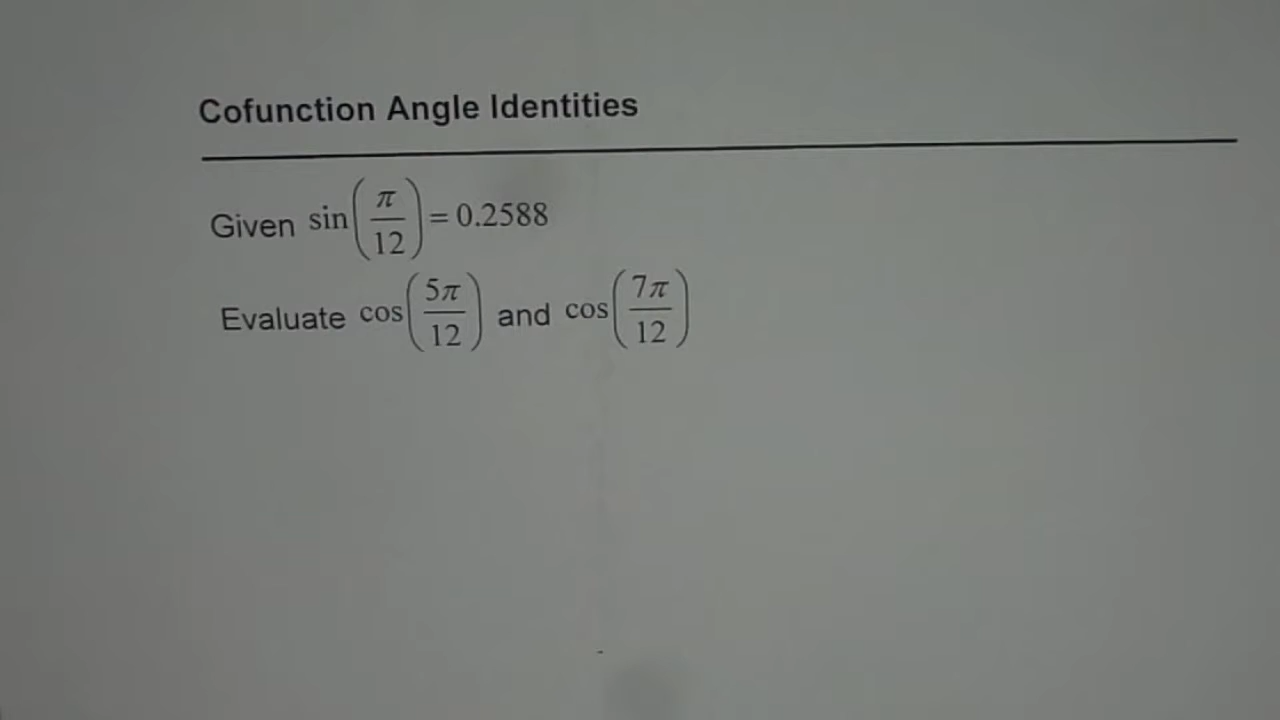 Cofunction Angle Identities
Given sin(π/12) = 0.2588
Evaluate cos(5π/12) and cos(7π/12)